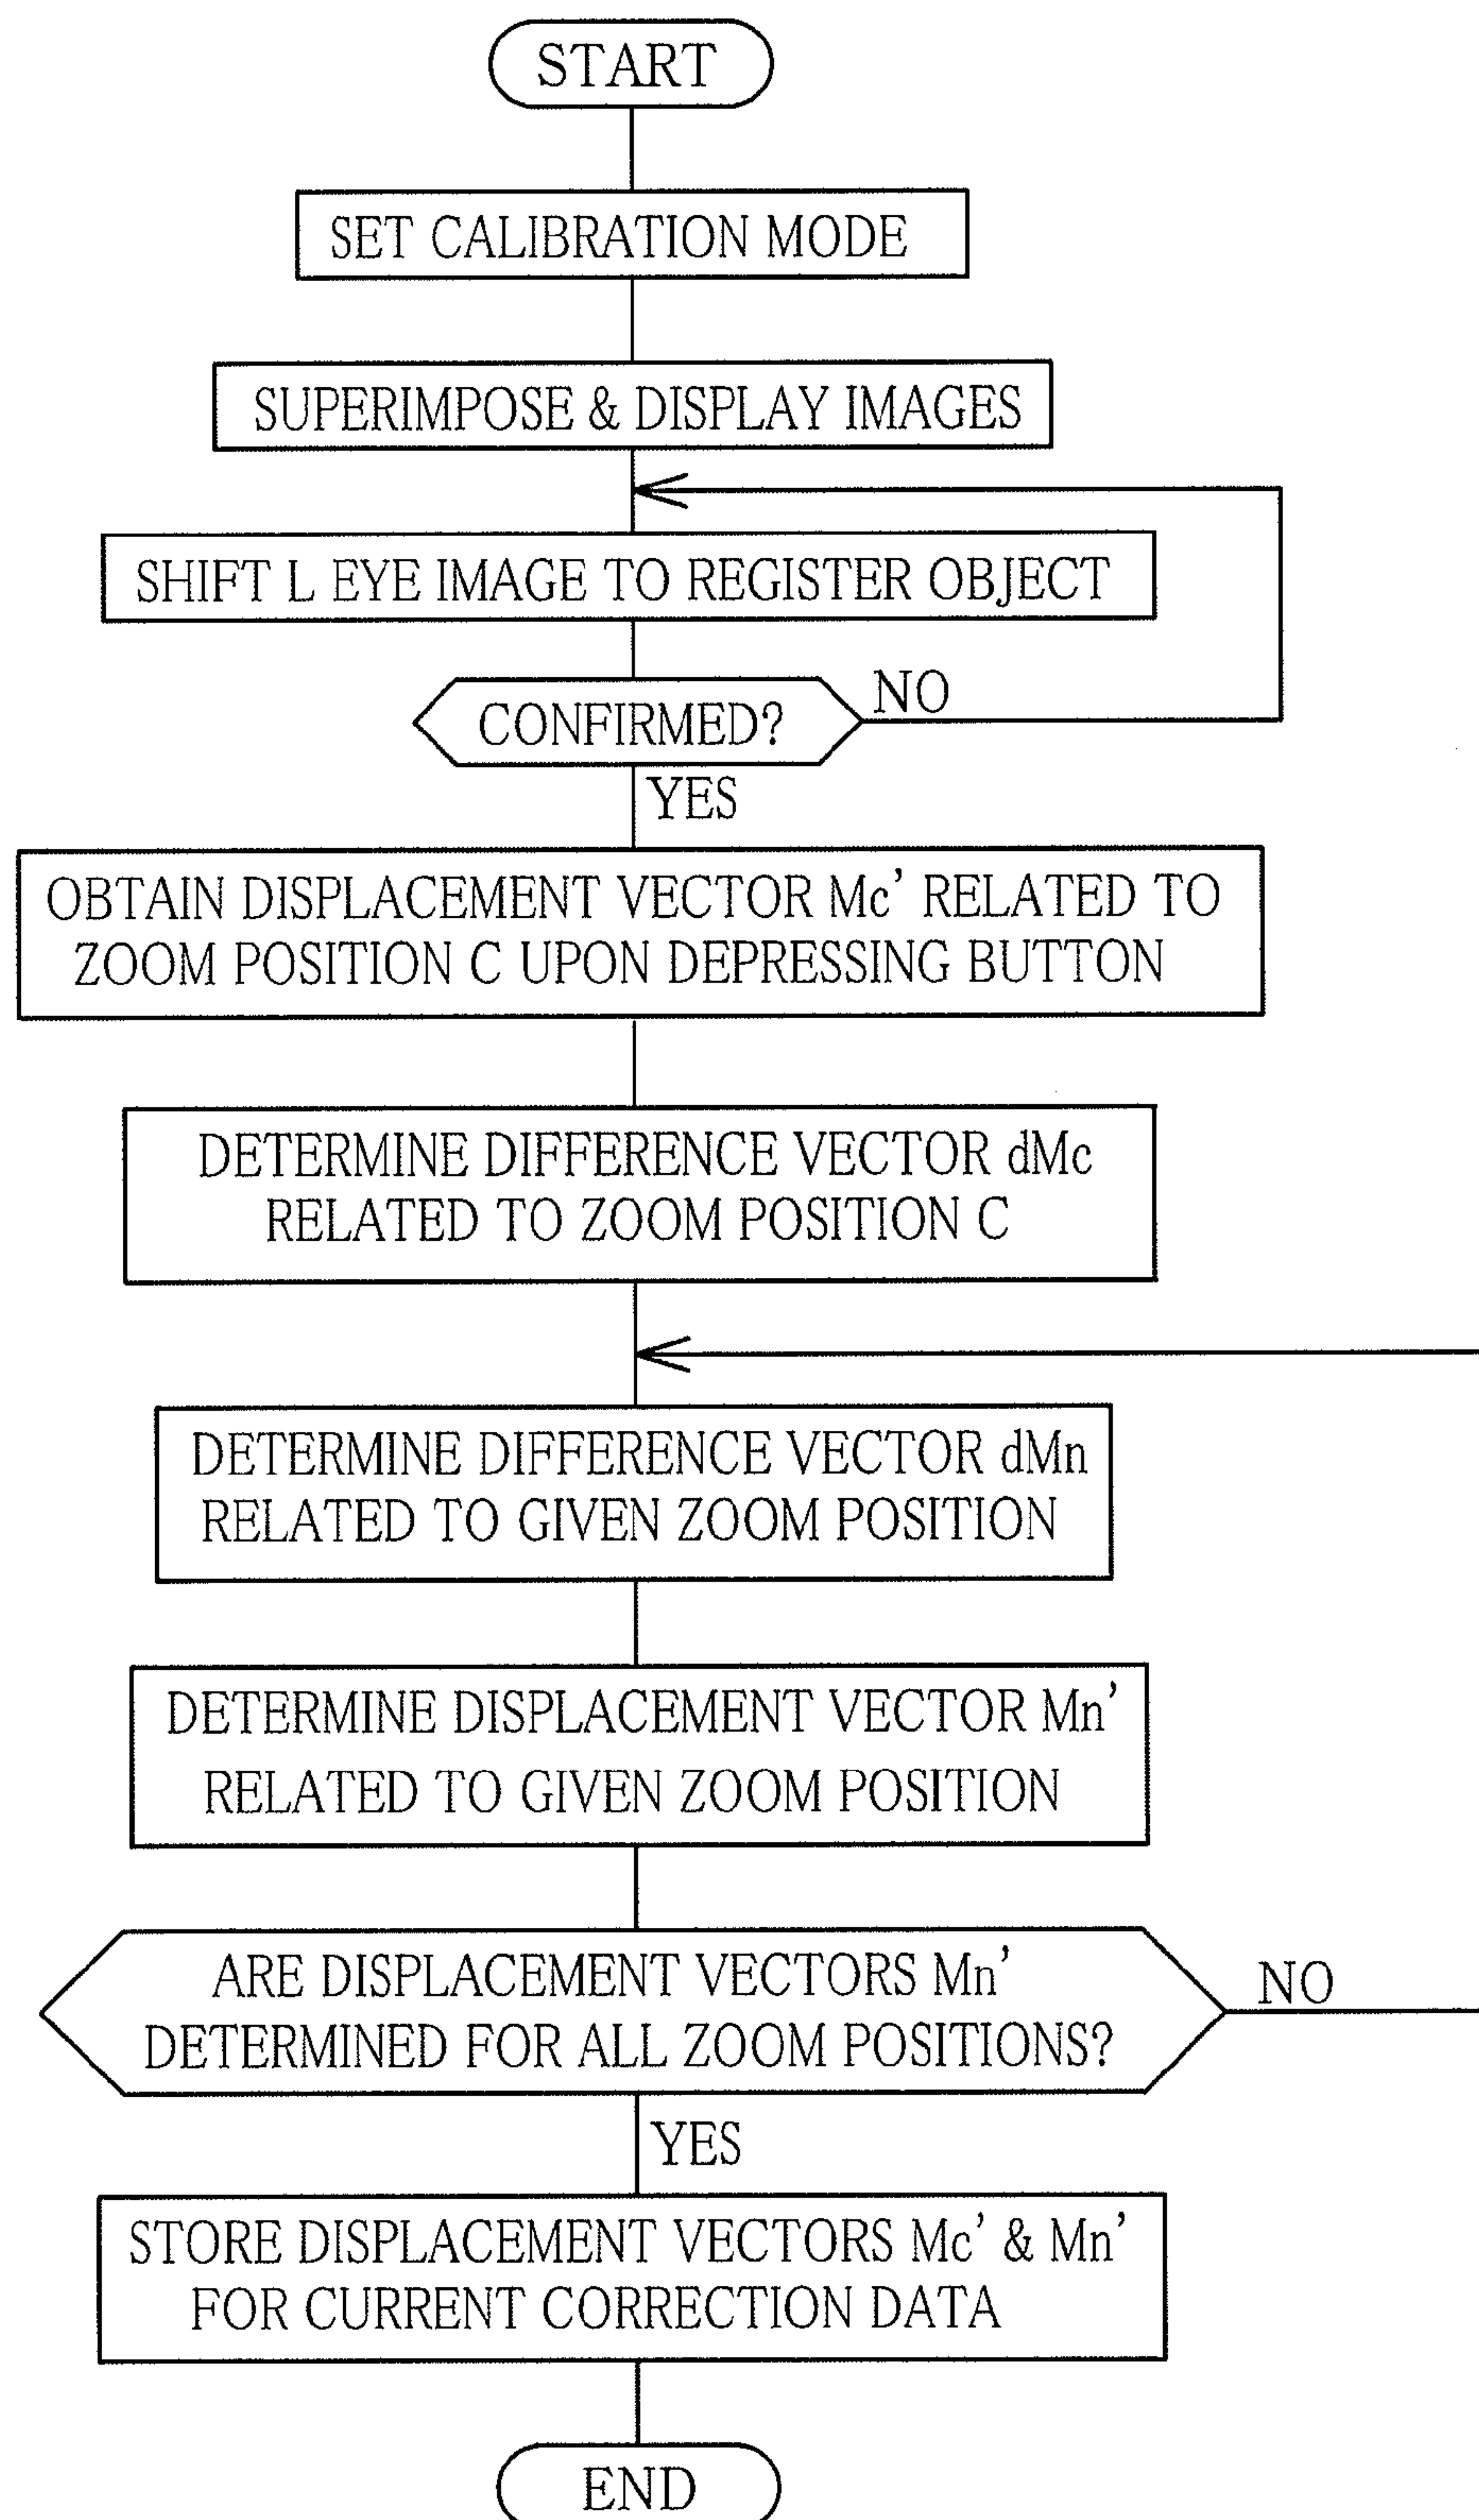 START
SET CALIBRATION MODE
SUPERIMPOSE & DISPLAY IMAGES
SHIFT L EYE IMAGE TO REGISTER OBJECT
CONFIRMED?
NO
YES
OBTAIN DISPLACEMENT VECTOR Mc' RELATED TO
ZOOM POSITION C UPON DEPRESSING BUTTON
DETERMINE DIFFERENCE VECTOR dMc
RELATED TO ZOOM POSITION C
DETERMINE DIFFERENCE VECTOR dMn
RELATED TO GIVEN ZOOM POSITION
DETERMINE DISPLACEMENT VECTOR Mn'
RELATED TO GIVEN ZOOM POSITION
ARE DISPLACEMENT VECTORS Mn'
DETERMINED FOR ALL ZOOM POSITIONS?
NO
YES
STORE DISPLACEMENT VECTORS Mc' & Mn'
FOR CURRENT CORRECTION DATA
END